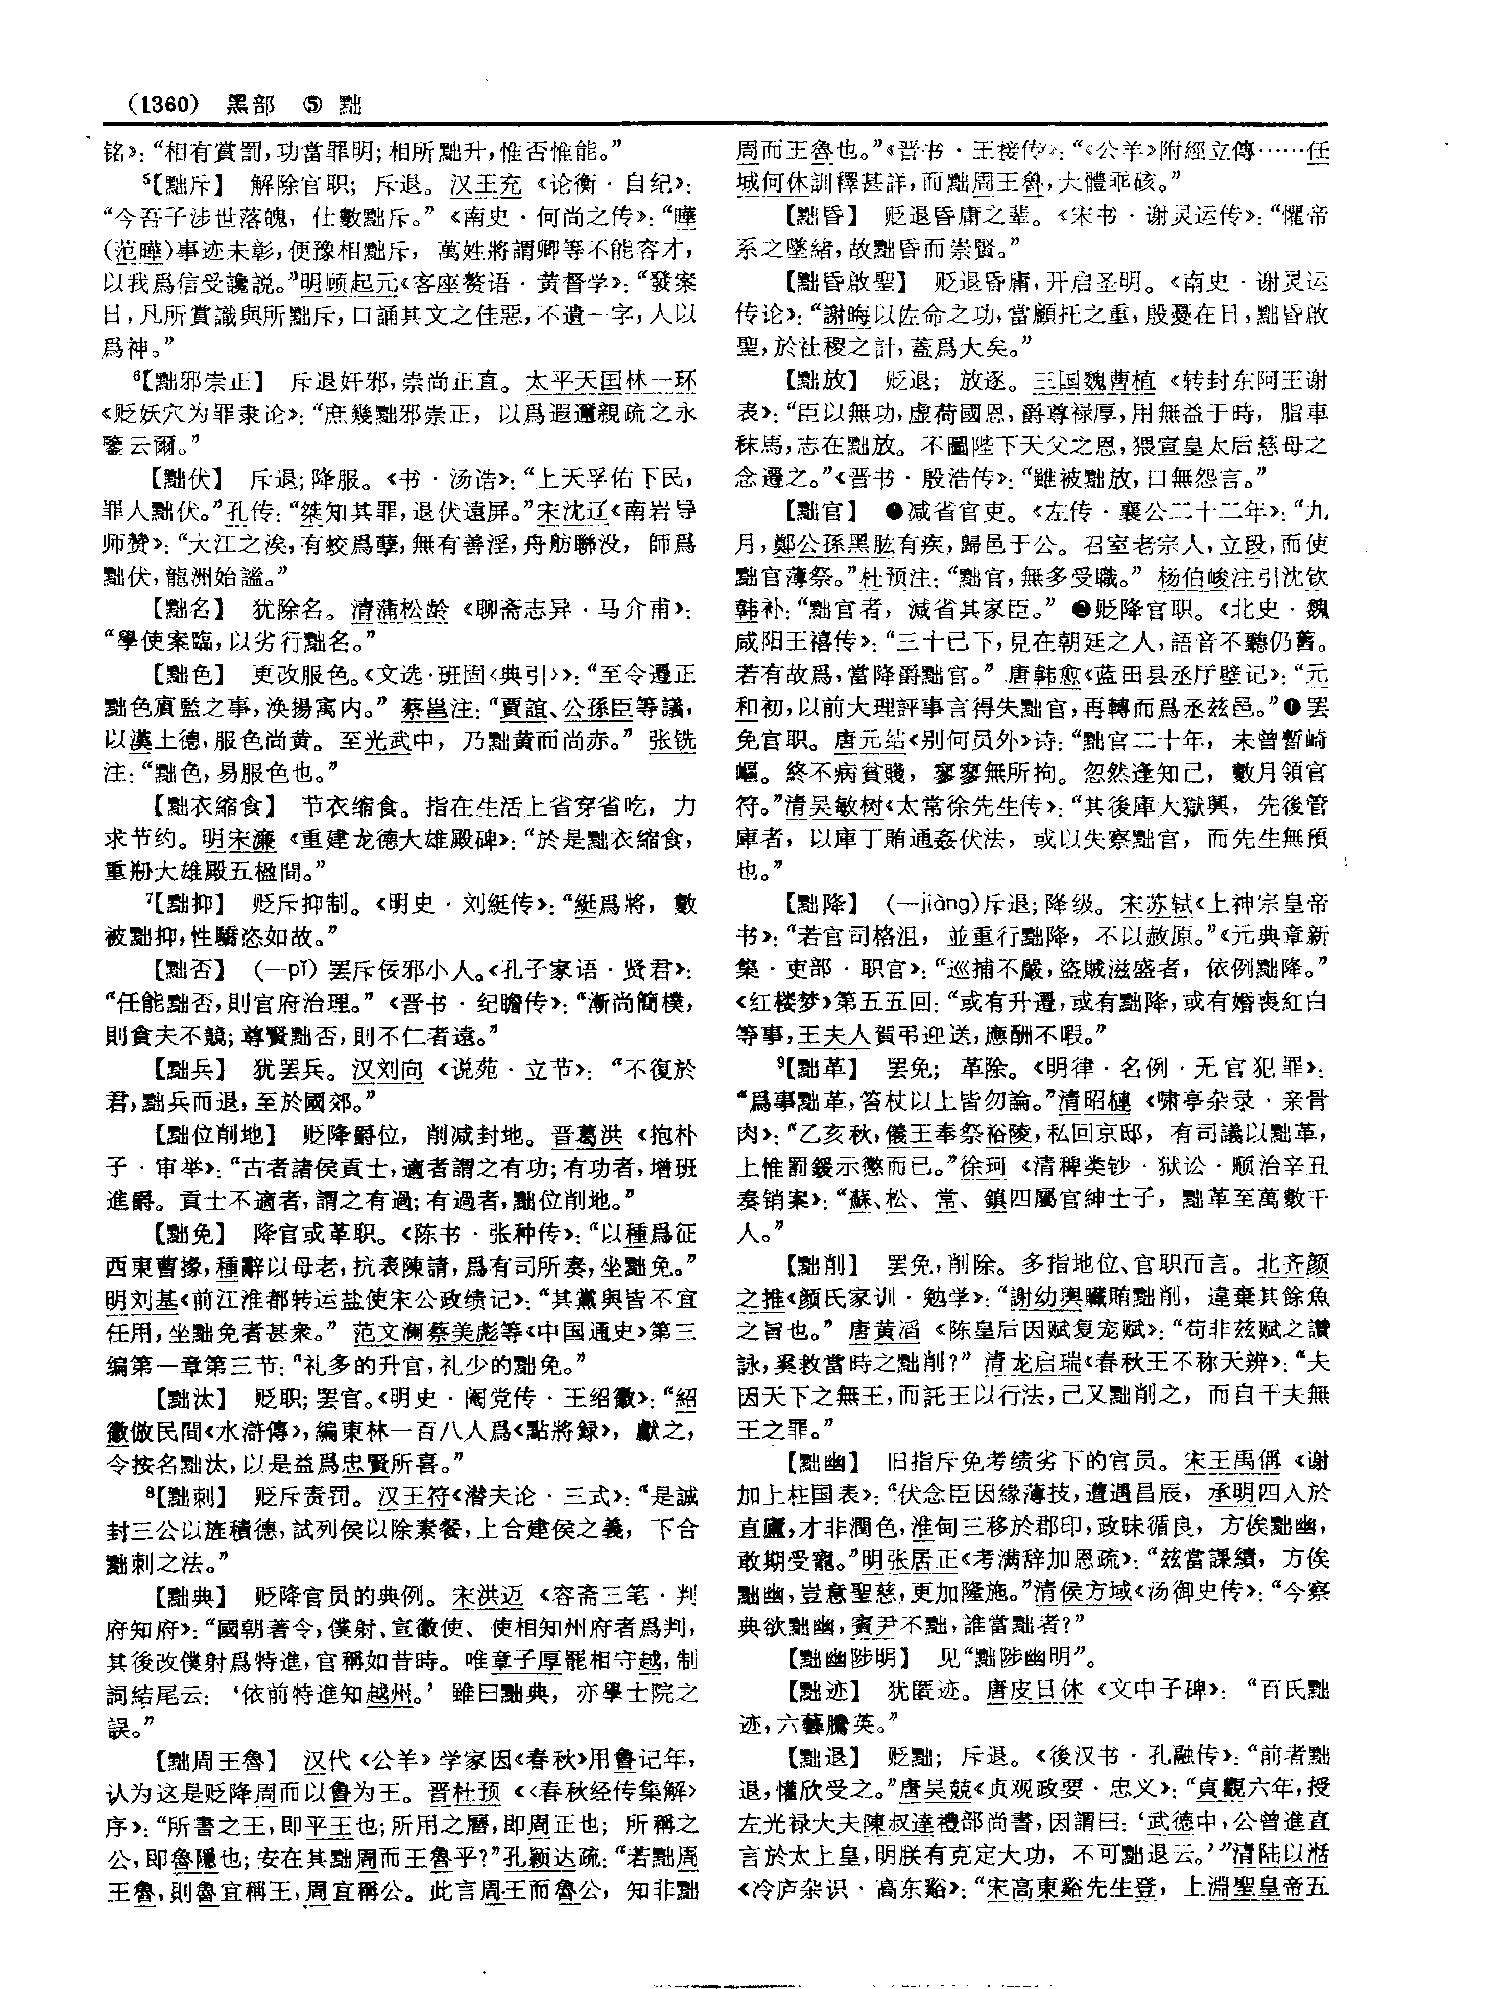 (1360) 黑部 ⑤ 黜
铭》：“相有賞罰，功當罪明；相所黜升，惟否惟能。”
⁵【黜斥】 解除官职；斥退。汉王充《论衡·自纪》：
“今吾子涉世落魄，仕數黜斥。”《南史·何尚之传》：“曄
(范曄)事迹未彰，便豫相黜斥，萬姓將謂卿等不能容才，
以我爲信受讒説。”明顾起元《客座赘语·黄督学》：“發案
日，凡所賞識與所黜斥，口誦其文之佳惡，不遺一字，人以
爲神。”
⁶【黜邪崇正】 斥退奸邪，崇尚正直。太平天国林一环
《贬妖穴为罪隶论》：“庶幾黜邪崇正，以爲遐邇親疏之永
鑒云爾。”
【黜伏】 斥退；降服。《书·汤诰》：“上天孚佑下民，
罪人黜伏。”孔传：“桀知其罪，退伏遠屏。”宋沈辽《南岩导
师赞》：“大江之涘，有蛟爲孽，無有善淫，舟舫聯没，師爲
黜伏，龍洲始謐。”
【黜名】 犹除名。清蒲松龄《聊斋志异·马介甫》：
“學使案臨，以劣行黜名。”
【黜色】 更改服色。《文选·班固〈典引〉》：“至令遷正
黜色賓監之事，涣揚寓内。”蔡邕注：“賈誼、公孫臣等議，
以漢土德，服色尚黄。至光武中，乃黜黄而尚赤。”张铣
注：“黜色，易服色也。”
【黜衣縮食】 节衣缩食。指在生活上省穿省吃，力
求节约。明宋濂《重建龙德大雄殿碑》：“於是黜衣縮食，
重刱大雄殿五楹間。”
⁷【黜抑】 贬斥抑制。《明史·刘綎传》：“綎爲將，數
被黜抑，性驕恣如故。”
【黜否】 (—pǐ)罢斥佞邪小人。《孔子家语·贤君》：
“任能黜否，則官府治理。”《晋书·纪瞻传》：“漸尚簡樸，
則貪夫不競；尊賢黜否，則不仁者遠。”
【黜兵】 犹罢兵。汉刘向《说苑·立节》：“不復於
君，黜兵而退，至於國郊。”
【黜位削地】 贬降爵位，削减封地。晋葛洪《抱朴
子·审举》：“古者諸侯貢士，適者謂之有功；有功者，增班
進爵。貢士不適者，謂之有過；有過者，黜位削地。”
【黜免】 降官或革职。《陈书·张种传》：“以種爲征
西東曹掾，種辭以母老，抗表陳請，爲有司所奏，坐黜免。”
明刘基《前江淮都转运盐使宋公政绩记》：“其黨與皆不宜
任用，坐黜免者甚衆。”范文澜蔡美彪等《中国通史》第三
编第一章第三节：“礼多的升官，礼少的黜免。”
【黜汰】 贬职；罢官。《明史·阉党传·王绍徽》：“紹
徽倣民間《水滸傳》，編東林一百八人爲《點將録》，獻之，
令按名黜汰，以是益爲忠賢所喜。”
⁸【黜刺】 贬斥责罚。汉王符《潜夫论·三式》：“是誠
封三公以旌積德，試列侯以除素餐，上合建侯之義，下合
黜刺之法。”
【黜典】 贬降官员的典例。宋洪迈《容斋三笔·判
府知府》：“國朝著令，僕射、宣徽使、使相知州府者爲判，
其後改僕射爲特進，官稱如昔時。唯章子厚罷相守越，制
詞結尾云：‘依前特進知越州。’雖曰黜典，亦學士院之
誤。”
【黜周王魯】 汉代《公羊》学家因《春秋》用鲁记年，
认为这是贬降周而以鲁为王。晋杜预《〈春秋经传集解〉
序》：“所書之王，即平王也；所用之曆，即周正也；所稱之
公，即魯隱也；安在其黜周而王魯乎？”孔颖达疏：“若黜周
王魯，則魯宜稱王，周宜稱公。此言周王而魯公，知非黜
周而王魯也。”《晋书·王接传》：“《公羊》附經立傳……任
城何休訓釋甚詳，而黜周王魯，大體乖硋。”
【黜昏】 贬退昏庸之辈。《宋书·谢灵运传》：“懼帝
系之墜緒，故黜昏而崇賢。”
【黜昏啟聖】 贬退昏庸，开启圣明。《南史·谢灵运
传论》：“謝晦以佐命之功，當顧托之重，殷憂在日，黜昏啟
聖，於社稷之計，蓋爲大矣。”
【黜放】 贬退；放逐。三国魏曹植《转封东阿王谢
表》：“臣以無功，虚荷國恩，爵尊禄厚，用無益于時，脂車
秣馬，志在黜放。不圖陛下天父之恩，猥宣皇太后慈母之
念遷之。”《晋书·殷浩传》：“雖被黜放，口無怨言。”
【黜官】 ❶减省官吏。《左传·襄公二十二年》：“九
月，鄭公孫黑肱有疾，歸邑于公。召室老宗人，立段，而使
黜官薄祭。”杜预注：“黜官，無多受職。”杨伯峻注引沈钦
韩补：“黜官者，減省其家臣。”❷贬降官职。《北史·魏
咸阳王禧传》：“三十已下，見在朝廷之人，語音不聽仍舊。
若有故爲，當降爵黜官。”唐韩愈《蓝田县丞厅壁记》：“元
和初，以前大理評事言得失黜官，再轉而爲丞兹邑。”❶罢
免官职。唐元结《别何员外》诗：“黜官二十年，未曾暫崎
嶇。終不病貧賤，寥寥無所拘。忽然逢知己，數月領官
符。”清吴敏树《太常徐先生传》：“其後庫大獄興，先後管
庫者，以庫丁賄通姦伏法，或以失察黜官，而先生無預
也。”
【黜降】 (—jiàng)斥退；降级。宋苏轼《上神宗皇帝
书》：“若官司格沮，並重行黜降，不以赦原。”《元典章新
集·吏部·职官》：“巡捕不嚴，盗賊滋盛者，依例黜降。”
《红楼梦》第五五回：“或有升遷，或有黜降，或有婚喪紅白
等事，王夫人賀弔迎送，應酬不暇。”
⁹【黜革】 罢免；革除。《明律·名例·无官犯罪》：
“爲事黜革，笞杖以上皆勿論。”清昭槤《啸亭杂录·亲骨
肉》：“乙亥秋，儀王奉祭裕陵，私回京邸，有司議以黜革，
上惟罰鍰示懲而已。”徐珂《清稗类钞·狱讼·顺治辛丑
奏销案》：“蘇、松、常、鎮四屬官紳士子，黜革至萬數千
人。”
【黜削】 罢免，削除。多指地位、官职而言。北齐颜
之推《颜氏家训·勉学》：“謝幼輿贓賄黜削，違棄其餘魚
之旨也。”唐黄滔《陈皇后因赋复宠赋》：“苟非兹赋之讚
詠，奚救當時之黜削？”清龙启瑞《春秋王不称天辨》：“夫
因天下之無王，而託王以行法，己又黜削之，而自干夫無
王之罪。”
【黜幽】 旧指斥免考绩劣下的官员。宋王禹偁《谢
加上柱国表》：“伏念臣因緣薄技，遭遇昌辰，承明四入於
直廬，才非潤色，淮甸三移於郡印，政昧循良，方俟黜幽，
敢期受寵。”明张居正《考满辞加恩疏》：“兹當課績，方俟
黜幽，豈意聖慈，更加隆施。”清侯方域《汤御史传》：“今察
典欲黜幽，賓尹不黜，誰當黜者？”
【黜幽陟明】 见“黜陟幽明”。
【黜迹】 犹匿迹。唐皮日休《文中子碑》：“百氏黜
迹，六藝騰英。”
【黜退】 贬黜；斥退。《後汉书·孔融传》：“前者黜
退，懽欣受之。”唐吴兢《贞观政要·忠义》：“貞觀六年，授
左光禄大夫陳叔達禮部尚書，因謂曰：‘武德中，公曾進直
言於太上皇，明朕有克定大功，不可黜退云。’”清陆以湉
《冷庐杂识·高东谿》：“宋高東谿先生登，上淵聖皇帝五